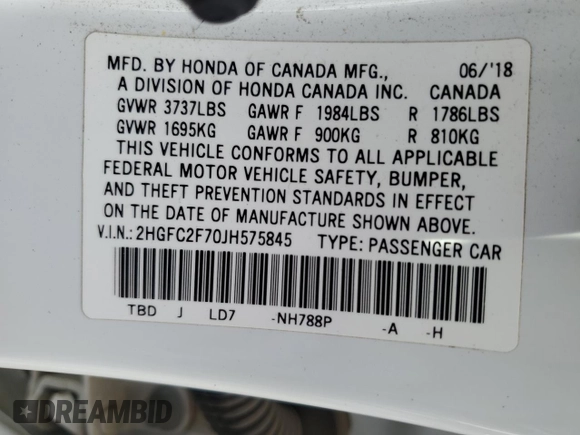 MFD. BY HONDA OF CANADA MFG., 06/'18
A DIVISION OF HONDA CANADA INC. CANADA
GVWR 3737LBS GAWR F 1984LBS R 1786LBS
GVWR 1695KG GAWR F 900KG R 810KG
THIS VEHICLE CONFORMS TO ALL APPLICABLE
FEDERAL MOTOR VEHICLE SAFETY, BUMPER,
AND THEFT PREVENTION STANDARDS IN EFFECT
ON THE DATE OF MANUFACTURE SHOWN ABOVE.
V.I.N.: 2HGFC2F70JH575845 TYPE: PASSENGER CAR
TBD J LD7 -NH788P -A -H
DREAMBID